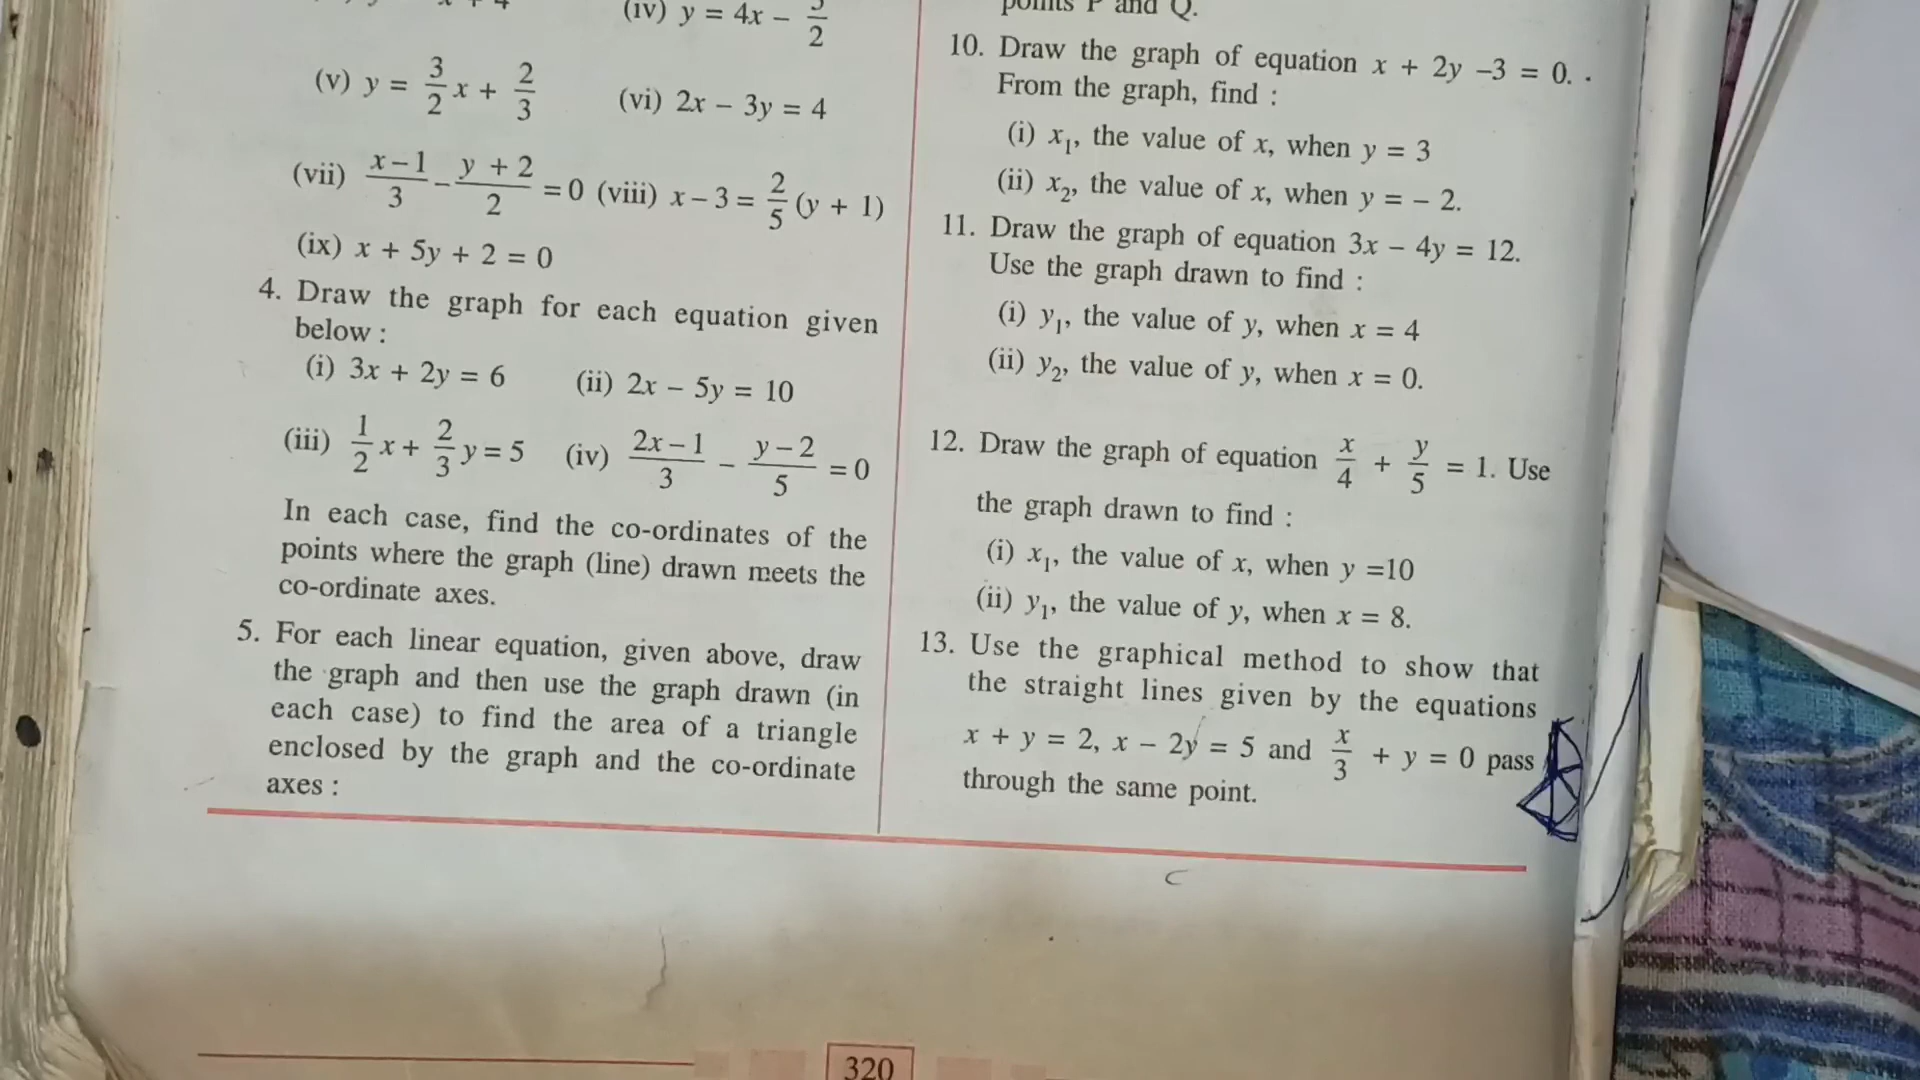 (iv) y = 4x – 5/2
(v) y = 3/2 x + 2/3 (vi) 2x – 3y = 4
(vii) x – 1/3 – y + 2/2 = 0 (viii) x – 3 = 2/5 (y + 1)
(ix) x + 5y + 2 = 0
4. Draw the graph for each equation given
below :
(i) 3x + 2y = 6 (ii) 2x – 5y = 10
(iii) 1/2 x + 2/3 y = 5 (iv) 2x – 1/3 – y – 2/5 = 0
In each case, find the co-ordinates of the
points where the graph (line) drawn meets the
co-ordinate axes.
5. For each linear equation, given above, draw
the graph and then use the graph drawn (in
each case) to find the area of a triangle
enclosed by the graph and the co-ordinate
axes :
points P and Q.
10. Draw the graph of equation x + 2y –3 = 0.
From the graph, find :
(i) x₁, the value of x, when y = 3
(ii) x₂, the value of x, when y = – 2.
11. Draw the graph of equation 3x – 4y = 12.
Use the graph drawn to find :
(i) y₁, the value of y, when x = 4
(ii) y₂, the value of y, when x = 0.
12. Draw the graph of equation x/4 + y/5 = 1. Use
the graph drawn to find :
(i) x₁, the value of x, when y =10
(ii) y₁, the value of y, when x = 8.
13. Use the graphical method to show that
the straight lines given by the equations
x + y = 2, x – 2y = 5 and x/3 + y = 0 pass
through the same point.
320